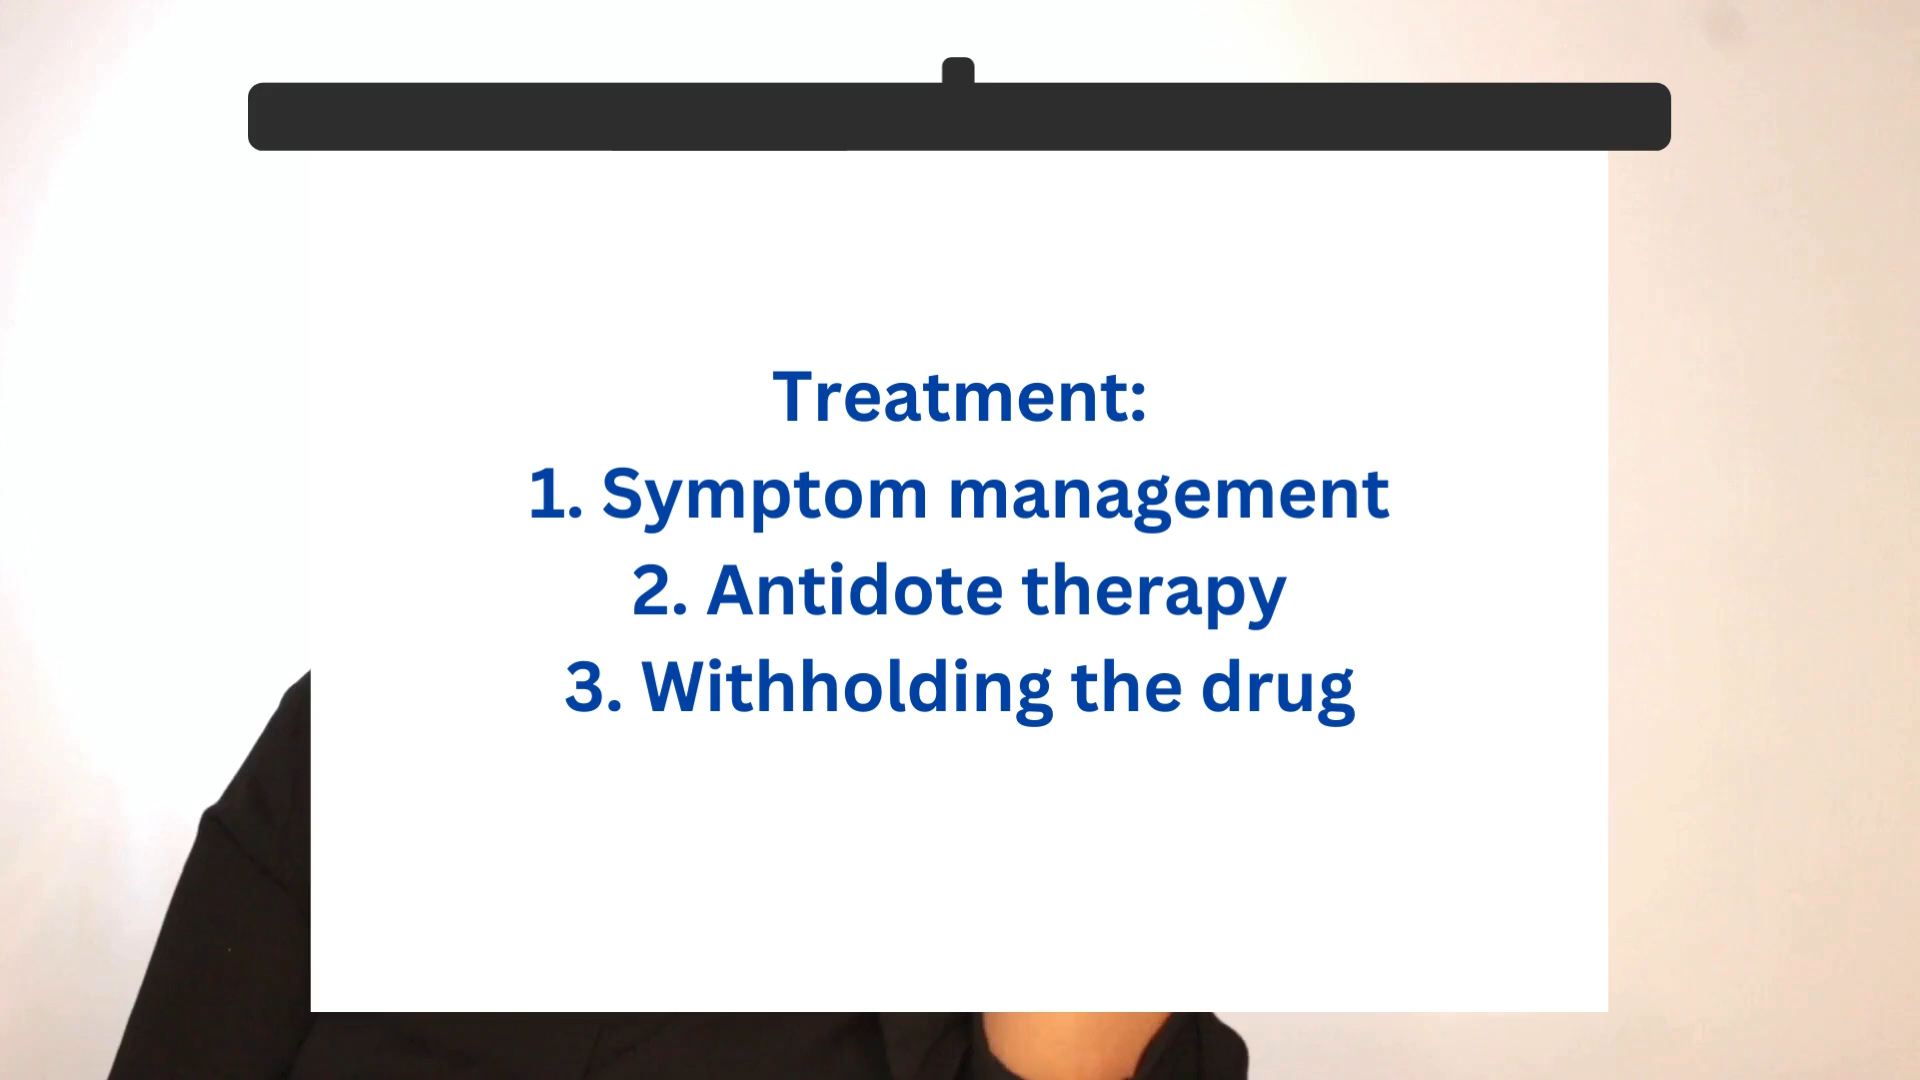 Treatment:
1. Symptom management
2. Antidote therapy
3. Withholding the drug